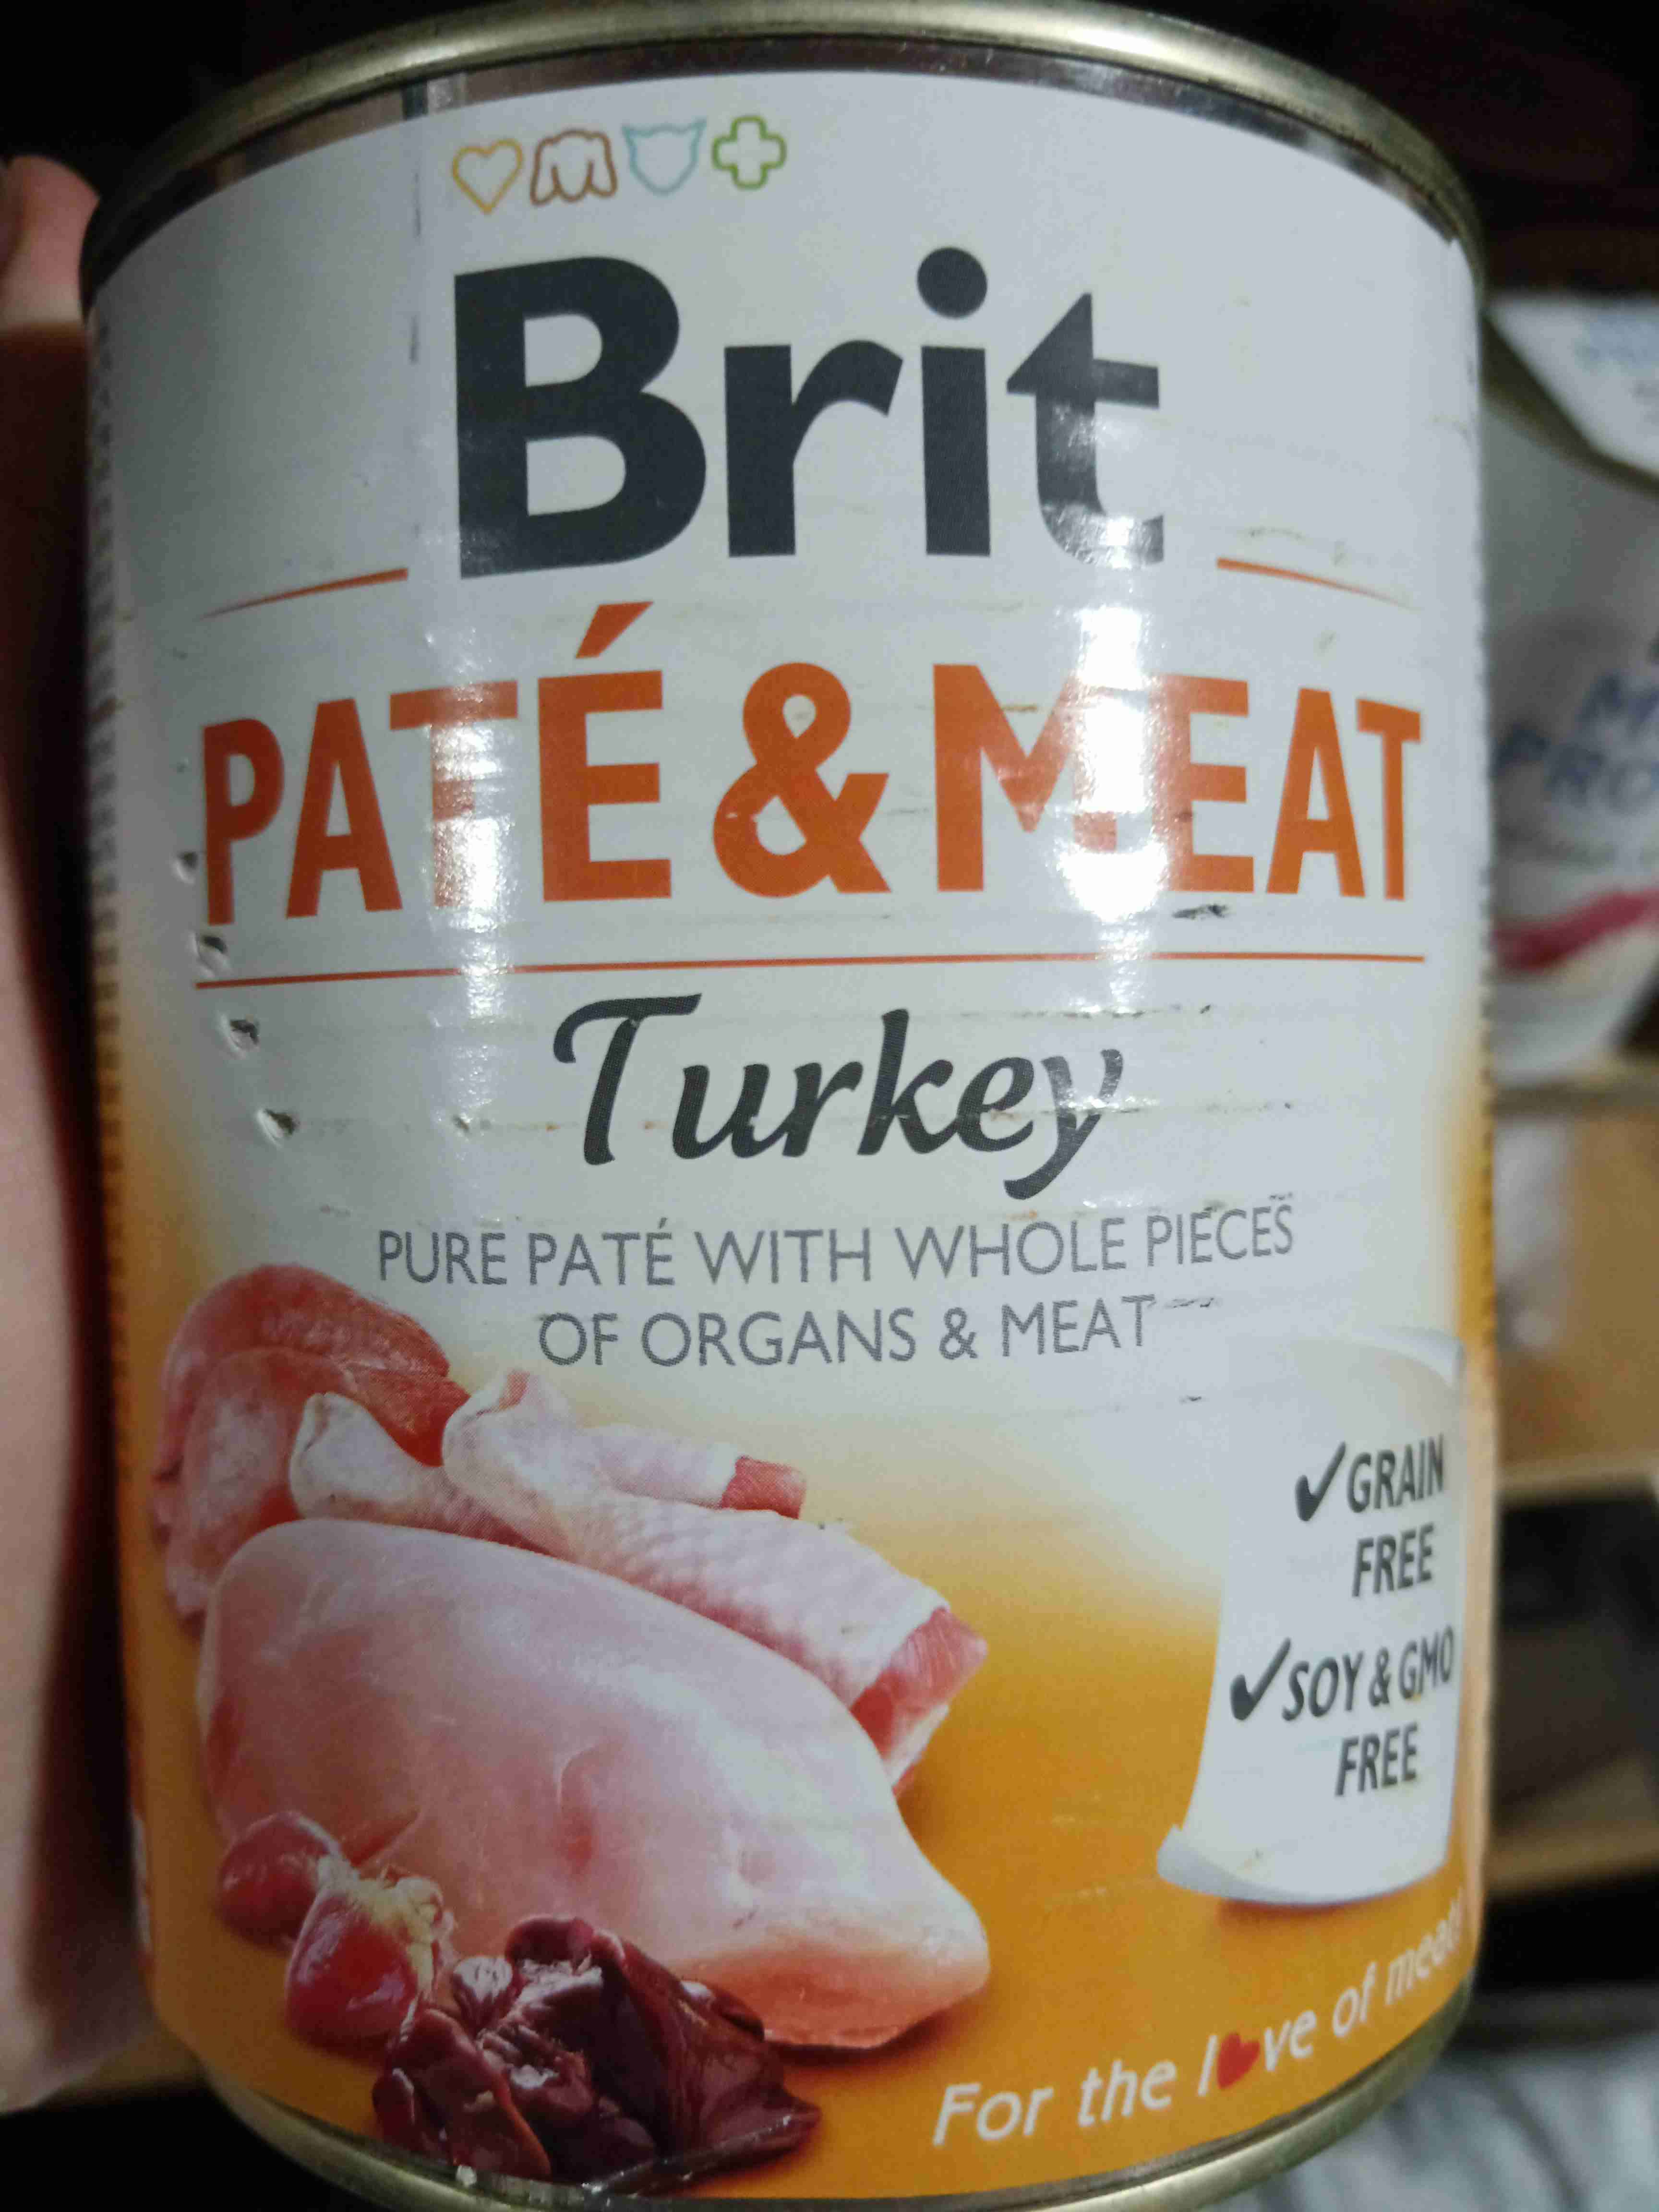 Brit
PATÉ & MEAT
Turkey
PURE PATÉ WITH WHOLE PIECES
OF ORGANS & MEAT
✓GRAIN
FREE
✓SOY & GMO
FREE
For the love of meat